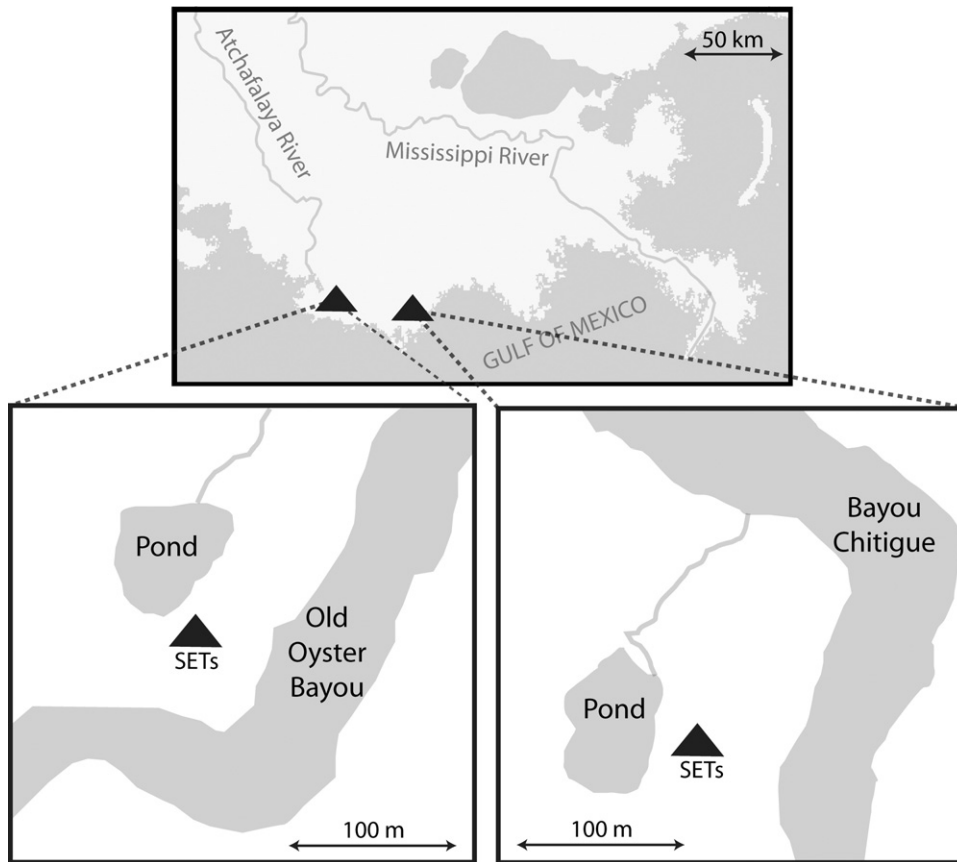 50 km
Atchafalaya River
Mississippi River
GULF OF MEXICO
Pond
SETs
Old
Oyster
Bayou
100 m
Bayou
Chitigue
Pond
SETs
100 m